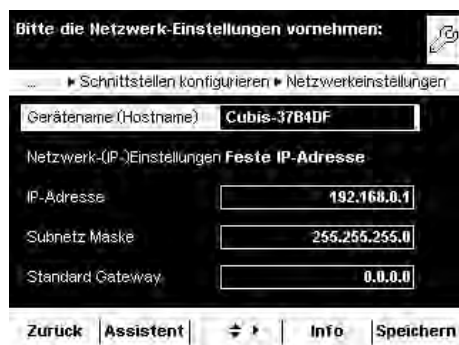 Bitte die Netzwerk-Einstellungen vornehmen:
... ▸ Schnittstellen konfigurieren ▸ Netzwerkeinstellungen
Gerätename (Hostname) Cubis-37B4DF
Netzwerk-(IP-)Einstellungen Feste IP-Adresse
IP-Adresse 192.168.0.1
Subnetz Maske 255.255.255.0
Standard Gateway 0.0.0.0
Zurück Assistent Info Speichern